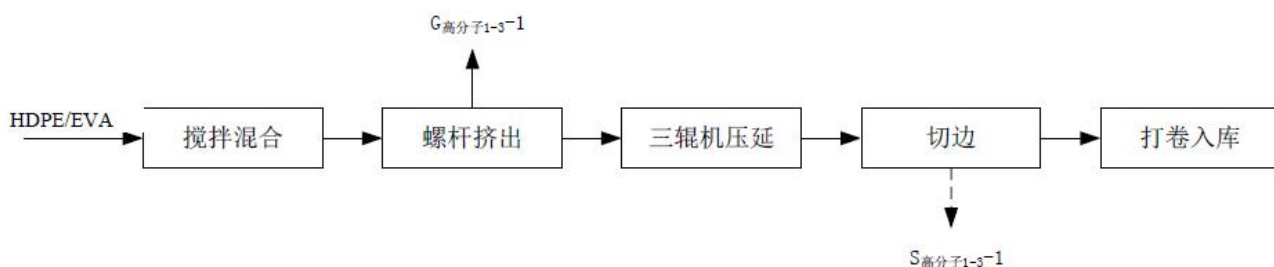 G高分子1-3-1
HDPE/EVA
搅拌混合
螺杆挤出
三辊机压延
切边
打卷入库
S高分子1-3-1